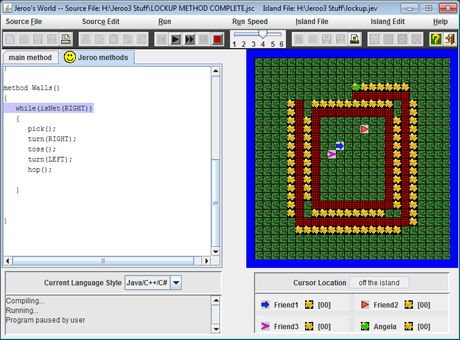 Jeroo's World -- Source File: H:\Jeroo3 Stuff\LOCKUP METHOD COMPLETE.jsc Island File: H:\Jeroo3 Stuff\lockup.jev
Source File Source Edit Run Run Speed Island File Island Edit Help
1 2 3 4 5 6
main method Jeroo methods
}
method Walls()
{
while(isNet(RIGHT))
{
pick();
turn(RIGHT);
toss();
turn(LEFT);
hop();
}
}
Current Language Style Java/C++/C#
Compiling...
Running...
Program paused by user
Cursor Location off the island
Friend1 [00] Friend2 [00]
Friend3 [00] Angela [00]